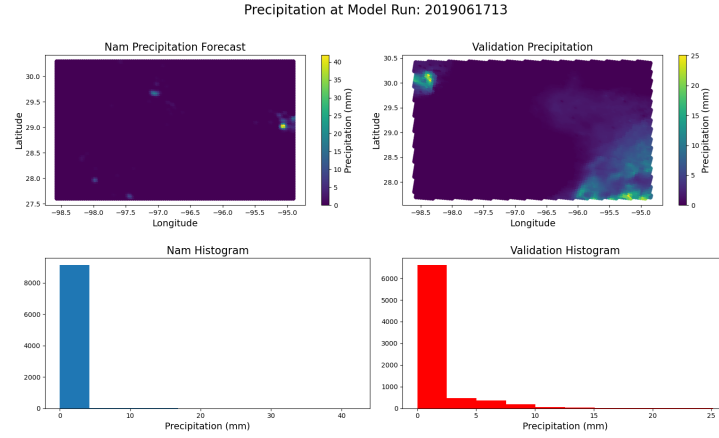 Precipitation at Model Run: 2019061713
Nam Precipitation Forecast
Validation Precipitation
30.0
29.5
29.0
28.5
28.0
27.5
Latitude
−98.5 −98.0 −97.5 −97.0 −96.5 −96.0 −95.5 −95.0
Longitude
40
35
30
25
20
15
10
5
0
Precipitation (mm)
30.5
30.0
29.5
29.0
28.5
28.0
Latitude
−98.5 −98.0 −97.5 −97.0 −96.5 −96.0 −95.5 −95.0
Longitude
25
20
15
10
5
0
Precipitation (mm)
Nam Histogram
Validation Histogram
8000
6000
4000
2000
0
0 10 20 30 40
Precipitation (mm)
6000
5000
4000
3000
2000
1000
0
0 5 10 15 20 25
Precipitation (mm)